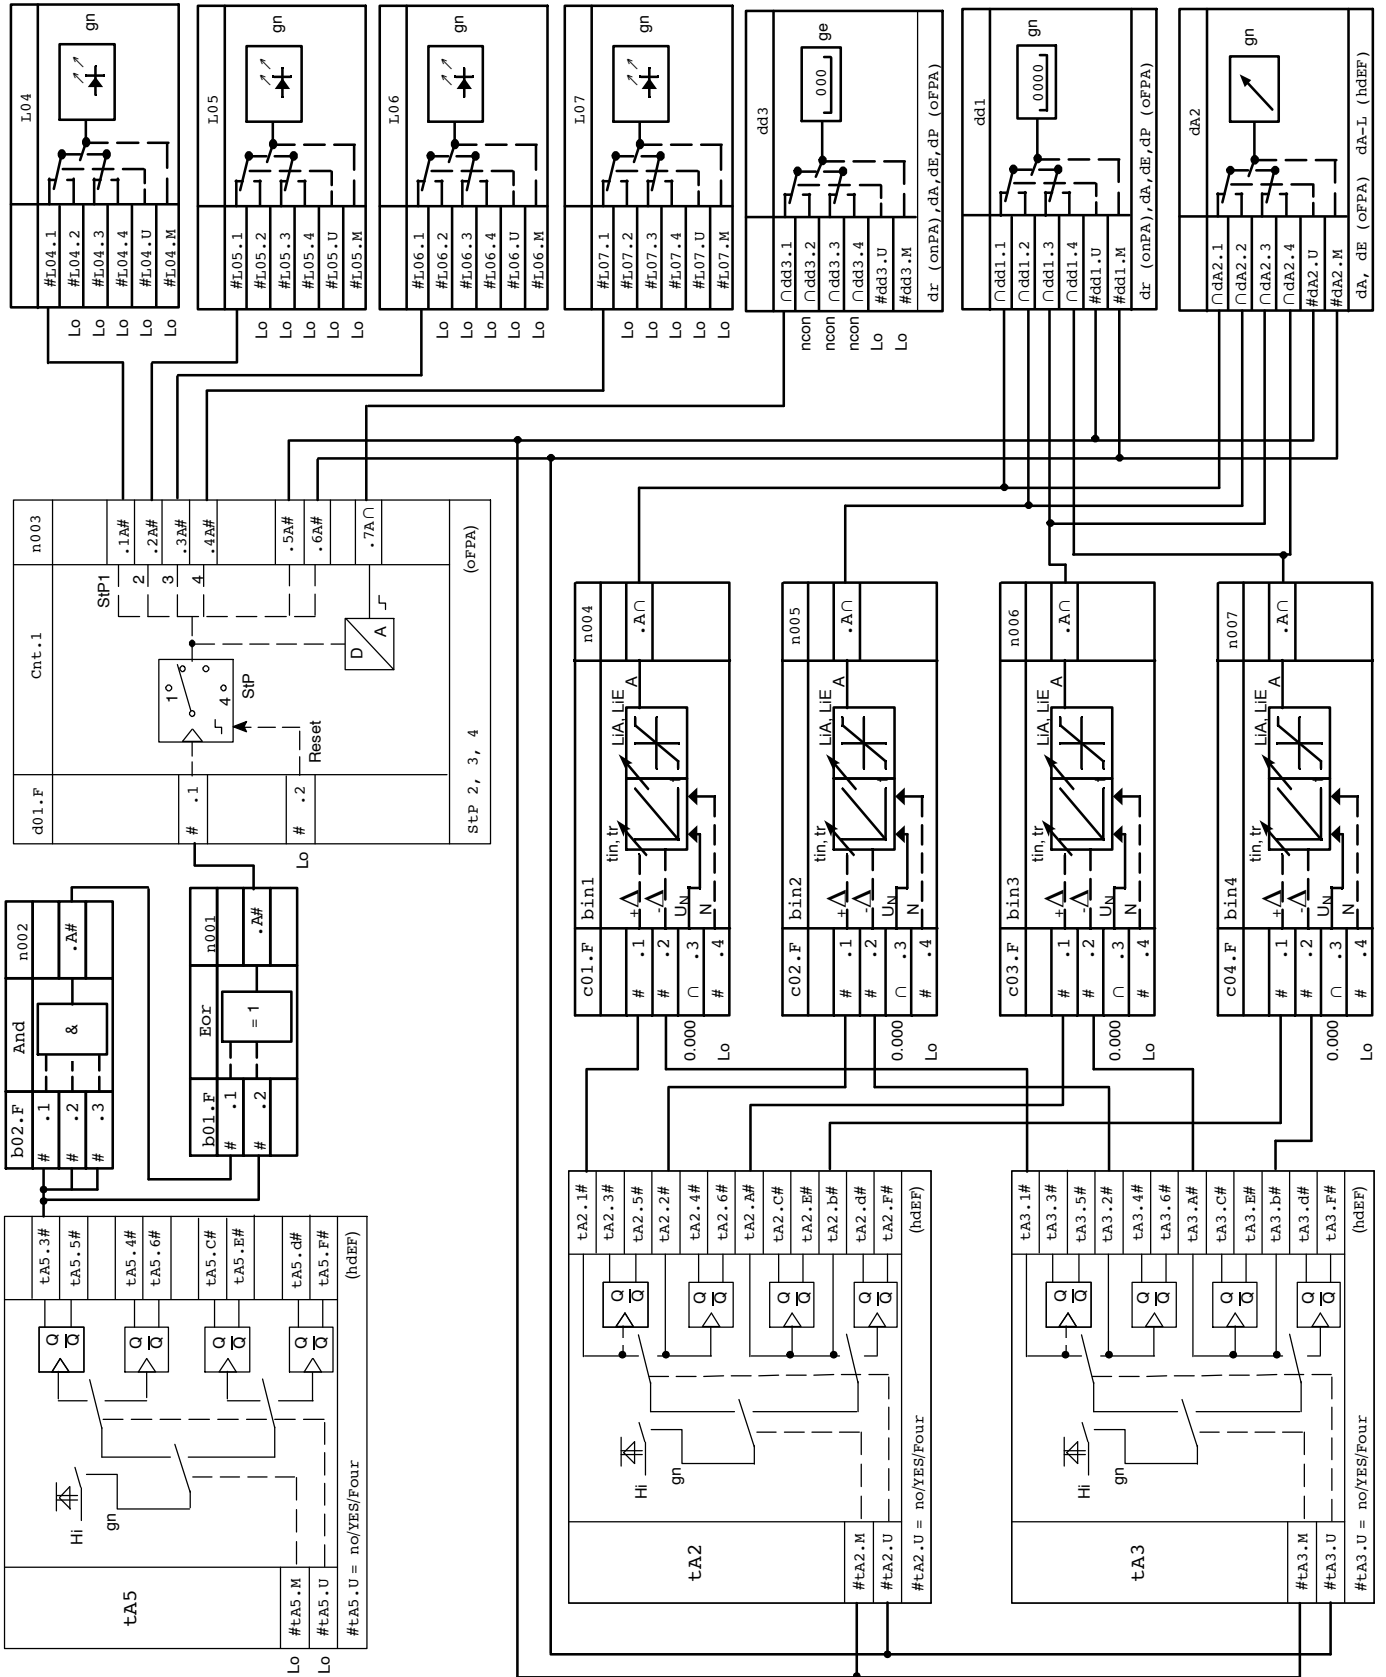 tA5
Lo #tA5.M
Lo #tA5.U
#tA5.U = no/YES/Four
Hi
gn
Q
Q
Q
Q
Q
Q
Q
Q
tA5.3#
tA5.5#
tA5.4#
tA5.6#
tA5.C#
tA5.E#
tA5.d#
tA5.F#
(hdEF)
b02.F And n002
# .1
# .2
# .3
&
.A#
b01.F Eor n001
# .1
# .2
= 1
.A#
d01.F Cnt.1 n003
# .1
Lo # .2
Reset
1
4
StP
StP1
2
3
4
D
A
.1A#
.2A#
.3A#
.4A#
.5A#
.6A#
.7A∩
StP 2, 3, 4 (oFPA)
L04
#L04.1
Lo #L04.2
Lo #L04.3
Lo #L04.4
Lo #L04.U
Lo #L04.M
gn
L05
#L05.1
Lo #L05.2
Lo #L05.3
Lo #L05.4
Lo #L05.U
Lo #L05.M
gn
L06
#L06.1
Lo #L06.2
Lo #L06.3
Lo #L06.4
Lo #L06.U
Lo #L06.M
gn
L07
#L07.1
Lo #L07.2
Lo #L07.3
Lo #L07.4
Lo #L07.U
Lo #L07.M
gn
dd3
∩dd3.1
ncon ∩dd3.2
ncon ∩dd3.3
ncon ∩dd3.4
Lo #dd3.U
Lo #dd3.M
000
ge
dr (onPA),dA,dE,dP (oFPA)
dd1
∩dd1.1
∩dd1.2
∩dd1.3
∩dd1.4
#dd1.U
#dd1.M
0000
gn
dr (onPA),dA,dE,dP (oFPA)
dA2
∩dA2.1
∩dA2.2
∩dA2.3
∩dA2.4
#dA2.U
#dA2.M
gn
dA, dE (oFPA) dA-L (hdEF)
tA2
#tA2.M
#tA2.U
#tA2.U = no/YES/Four
Hi
gn
Q
Q
Q
Q
Q
Q
Q
Q
tA2.1#
tA2.3#
tA2.5#
tA2.2#
tA2.4#
tA2.6#
tA2.A#
tA2.C#
tA2.E#
tA2.b#
tA2.d#
tA2.F#
(hdEF)
tA3
#tA3.M
#tA3.U
#tA3.U = no/YES/Four
Hi
gn
Q
Q
Q
Q
Q
Q
Q
Q
tA3.1#
tA3.3#
tA3.5#
tA3.2#
tA3.4#
tA3.6#
tA3.A#
tA3.C#
tA3.E#
tA3.b#
tA3.d#
tA3.F#
(hdEF)
c01.F bin1 n004
# .1 +Δ
# .2 -Δ
0.000 ∩ .3 UN
Lo # .4 N
tin, tr
LiA, LiE
A .A∩
c02.F bin2 n005
# .1 +Δ
# .2 -Δ
0.000 ∩ .3 UN
Lo # .4 N
tin, tr
LiA, LiE
A .A∩
c03.F bin3 n006
# .1 +Δ
# .2 -Δ
0.000 ∩ .3 UN
Lo # .4 N
tin, tr
LiA, LiE
A .A∩
c04.F bin4 n007
# .1 +Δ
# .2 -Δ
0.000 ∩ .3 UN
Lo # .4 N
tin, tr
LiA, LiE
A .A∩